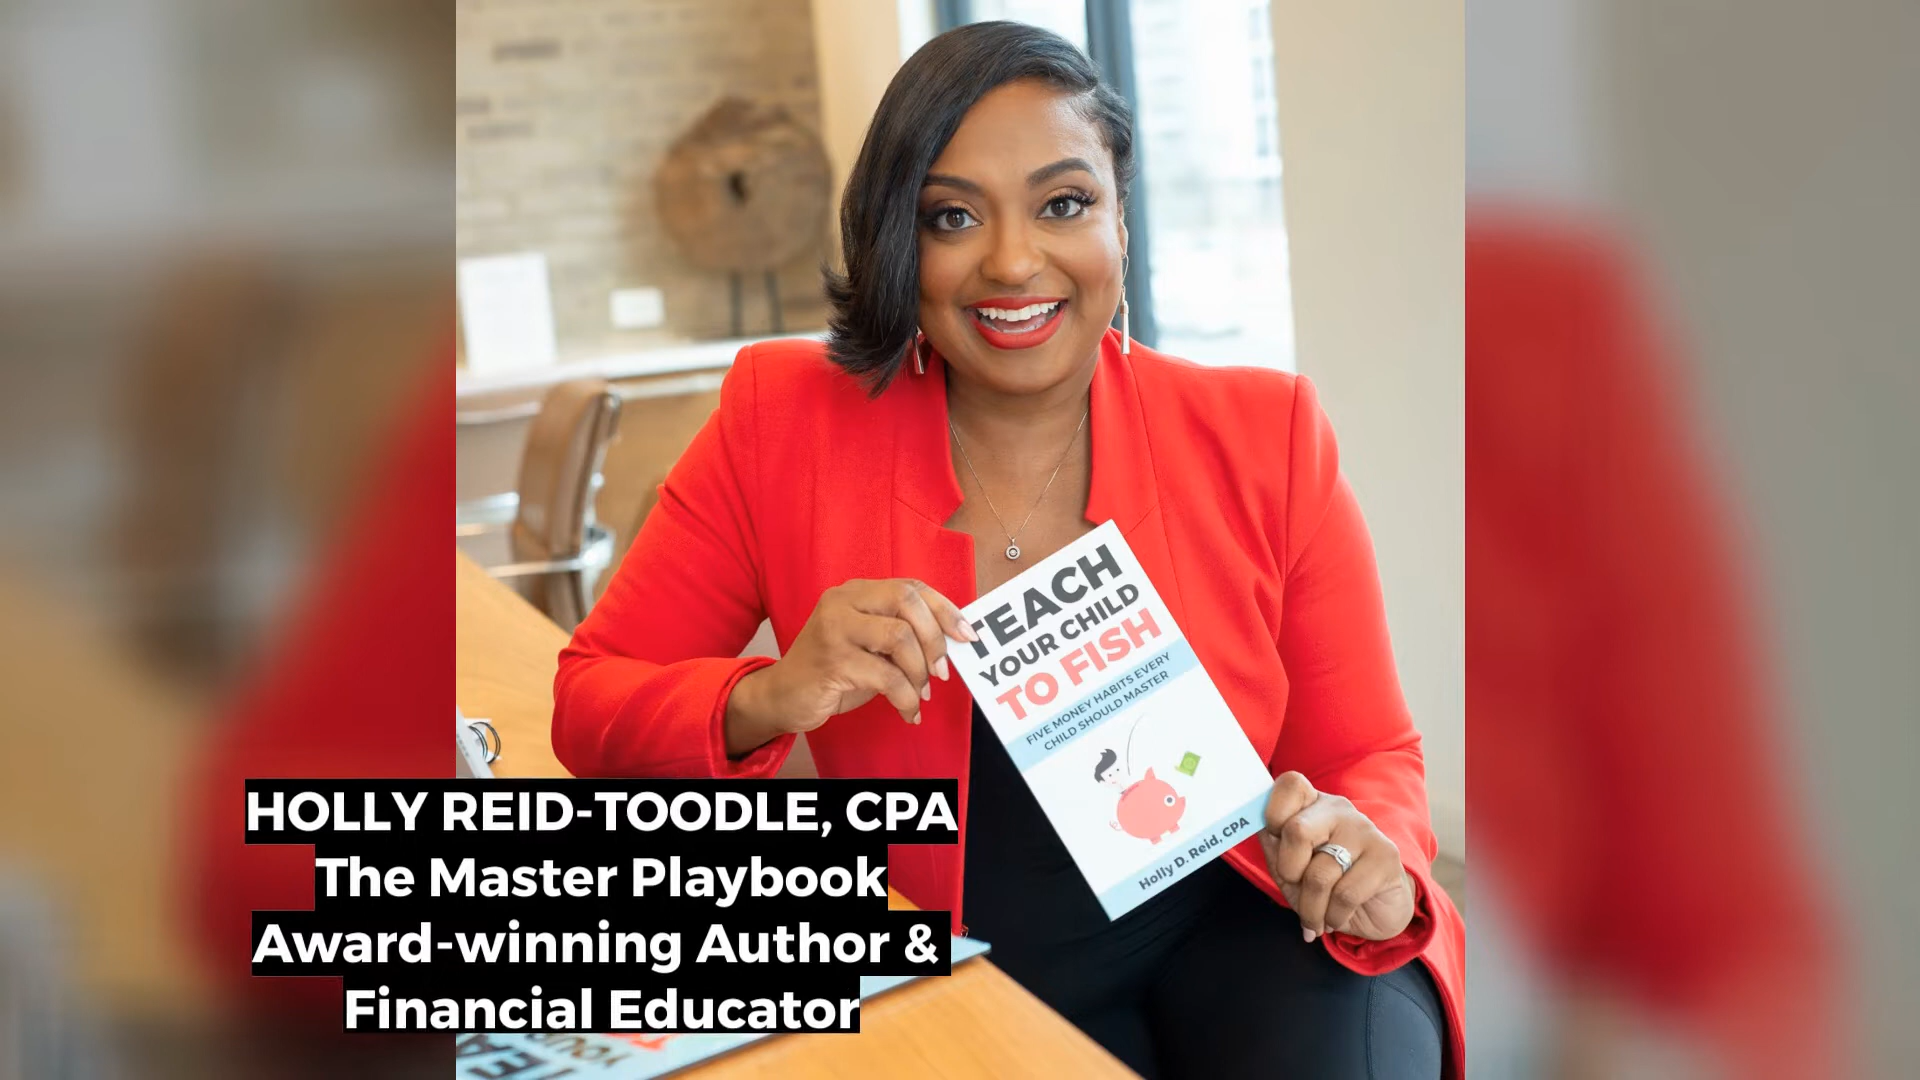 TEACH
YOUR CHILD
TO FISH
FIVE MONEY HABITS EVERY
CHILD SHOULD MASTER
Holly D. Reid, CPA
HOLLY REID-TOODLE, CPA
The Master Playbook
Award-winning Author &
Financial Educator